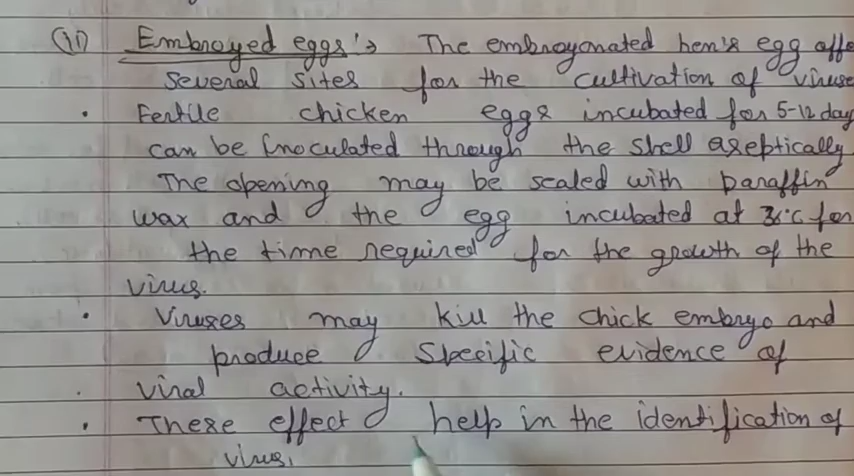 (ii) Embroyed eggs:→ The embroyonated hen's egg offe
several sites for the cultivation of viruse
• Fertile chicken eggs incubated for 5-12 day
can be inoculated through the shell aseptically
The opening may be sealed with paraffin
wax and the egg incubated at 36°C for
the time required for the growth of the
virus.
• Viruses may kill the chick embryo and
produce specific evidence of
viral activity.
• These effect help in the identification of
virus.